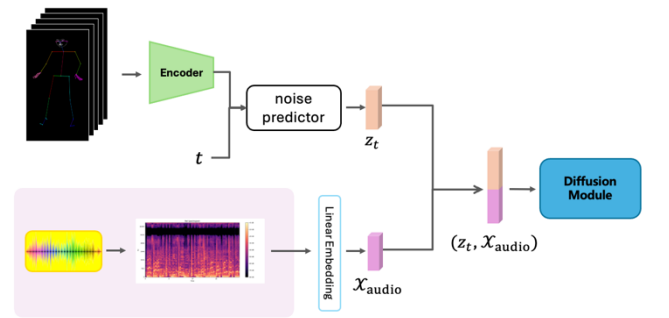 Encoder
noise
predictor
t
z_t
Linear Embedding
𝒳_audio
(z_t, 𝒳_audio)
Diffusion
Module